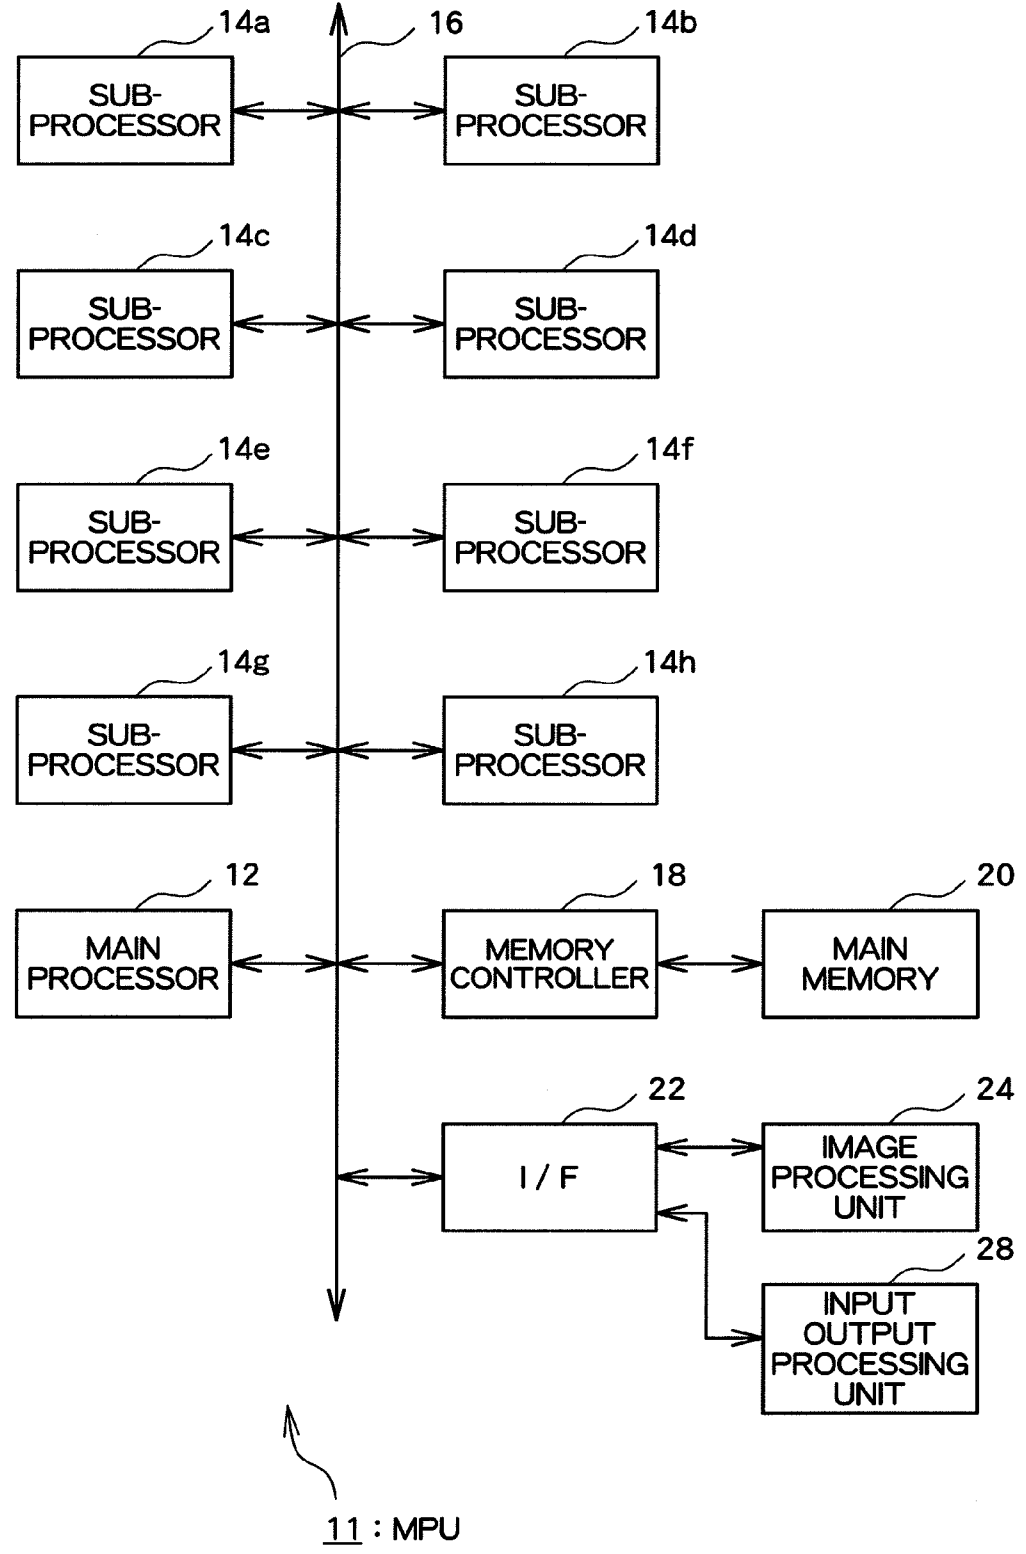 14a
16
14b
SUB-
PROCESSOR
SUB-
PROCESSOR
14c
14d
SUB-
PROCESSOR
SUB-
PROCESSOR
14e
14f
SUB-
PROCESSOR
SUB-
PROCESSOR
14g
14h
SUB-
PROCESSOR
SUB-
PROCESSOR
12
18
20
MAIN
PROCESSOR
MEMORY
CONTROLLER
MAIN
MEMORY
22
24
I/F
IMAGE
PROCESSING
UNIT
28
INPUT
OUTPUT
PROCESSING
UNIT
11 : MPU